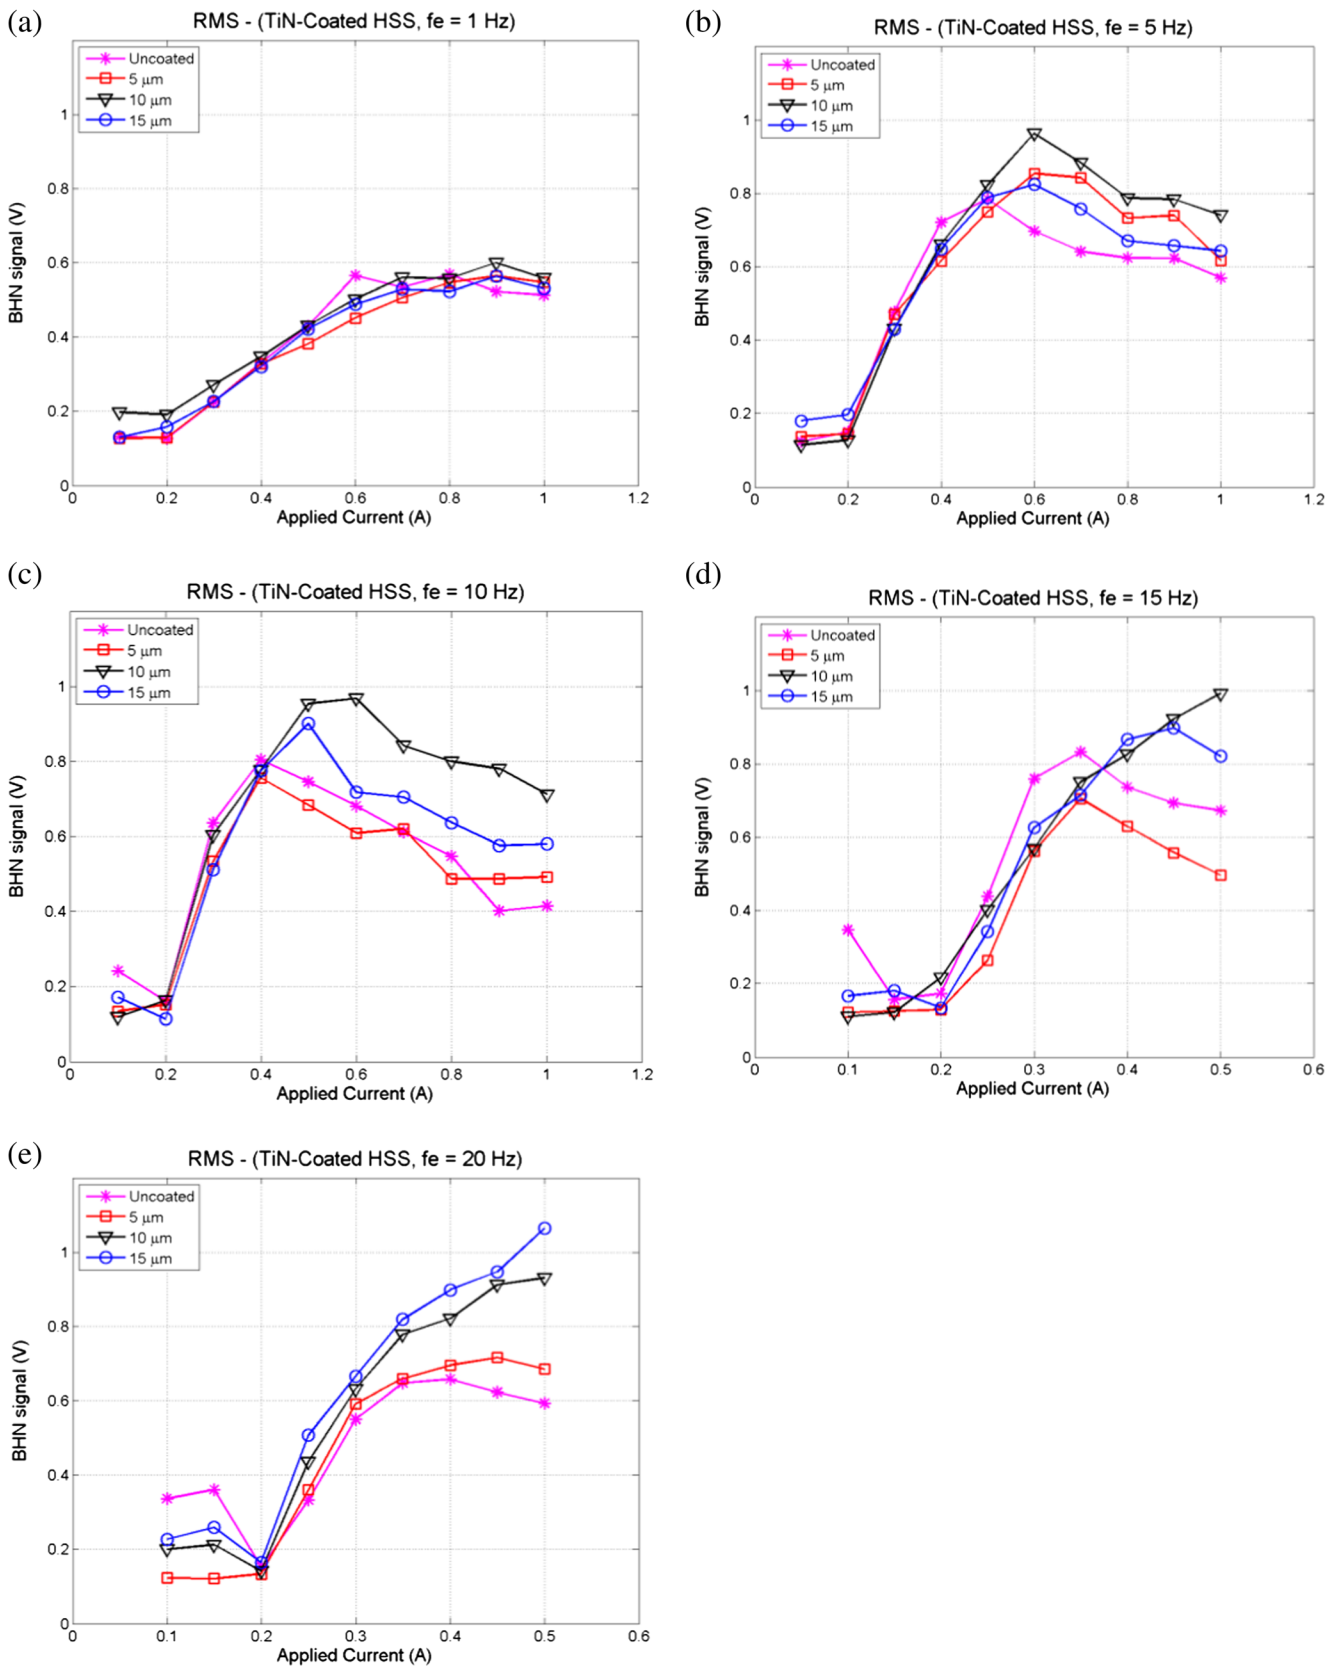 (a)
RMS - (TiN-Coated HSS, fe = 1 Hz)
Uncoated
5 μm
10 μm
15 μm
BHN signal (V)
1
0.8
0.6
0.4
0.2
0
0 0.2 0.4 0.6 0.8 1 1.2
Applied Current (A)
(b)
RMS - (TiN-Coated HSS, fe = 5 Hz)
Uncoated
5 μm
10 μm
15 μm
BHN signal (V)
1
0.8
0.6
0.4
0.2
0
0 0.2 0.4 0.6 0.8 1 1.2
Applied Current (A)
(c)
RMS - (TiN-Coated HSS, fe = 10 Hz)
Uncoated
5 μm
10 μm
15 μm
BHN signal (V)
1
0.8
0.6
0.4
0.2
0
0 0.2 0.4 0.6 0.8 1 1.2
Applied Current (A)
(d)
RMS - (TiN-Coated HSS, fe = 15 Hz)
Uncoated
5 μm
10 μm
15 μm
BHN signal (V)
1
0.8
0.6
0.4
0.2
0
0 0.1 0.2 0.3 0.4 0.5 0.6
Applied Current (A)
(e)
RMS - (TiN-Coated HSS, fe = 20 Hz)
Uncoated
5 μm
10 μm
15 μm
BHN signal (V)
1
0.8
0.6
0.4
0.2
0
0 0.1 0.2 0.3 0.4 0.5 0.6
Applied Current (A)